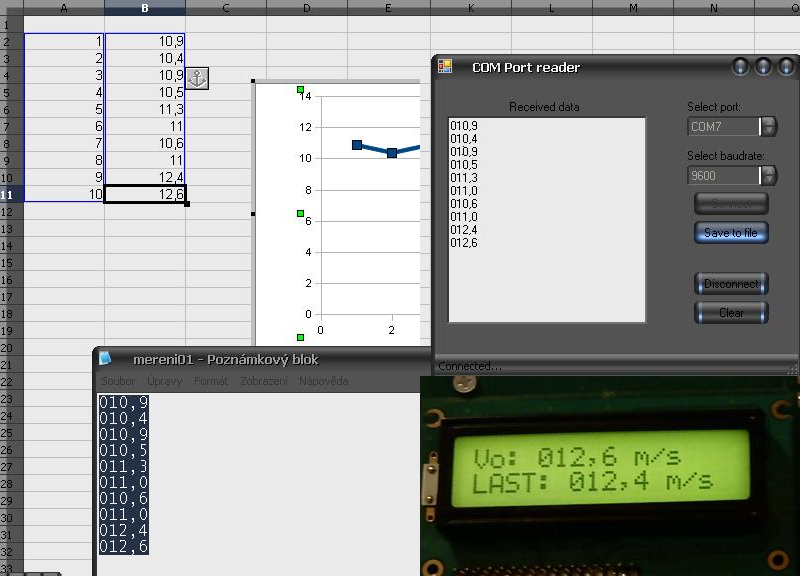 A B C D E F G H I K L M N O
1
2 1 10,9
3 2 10,4
4 3 10,9
5 4 10,5
6 5 11,3
7 6 11
8 7 10,6
9 8 11
10 9 12,4
11 10 12,6
12
13
14
15
16
17
18
19
20
21
22
23
24
25
26
27
28
29
30
31
32
33
14
12
10
8
6
4
2
0
0 2
COM Port reader
Received data
010,9
010,4
010,9
010,5
011,3
011,0
010,6
011,0
012,4
012,6
Select port:
COM7
Select baudrate:
9600
Connect
Save to file
Disconnect
Clear
Connected...
mereni01 - Poznámkový blok
Soubor Úpravy Formát Zobrazení Nápověda
010,9
010,4
010,9
010,5
011,3
011,0
010,6
011,0
012,4
012,6
Vo: 012,6 m/s
LAST: 012,4 m/s